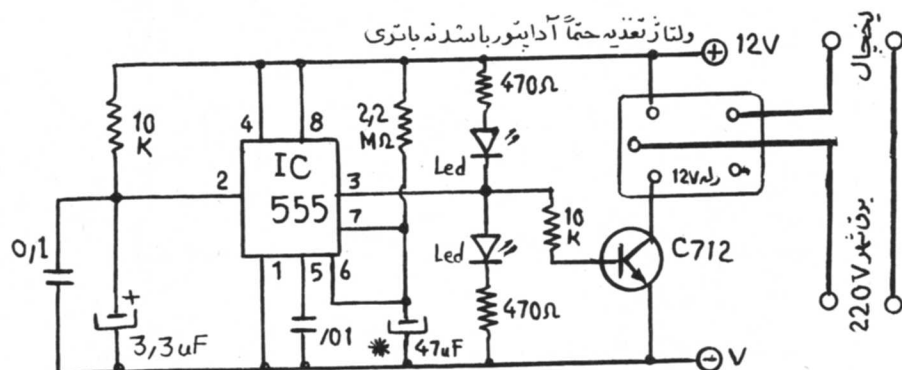 ولتاژ تغذیه حتماً آداپتور باشد نه باتری
12V
470Ω
یخچال
10
K
4
8
2,2
MΩ
Led
2
IC
555
3
7
رله 12V
0,1
10
K
Led
C712
برق شهر 220V
1
5
6
470Ω
3,3uF
/01
47uF
V